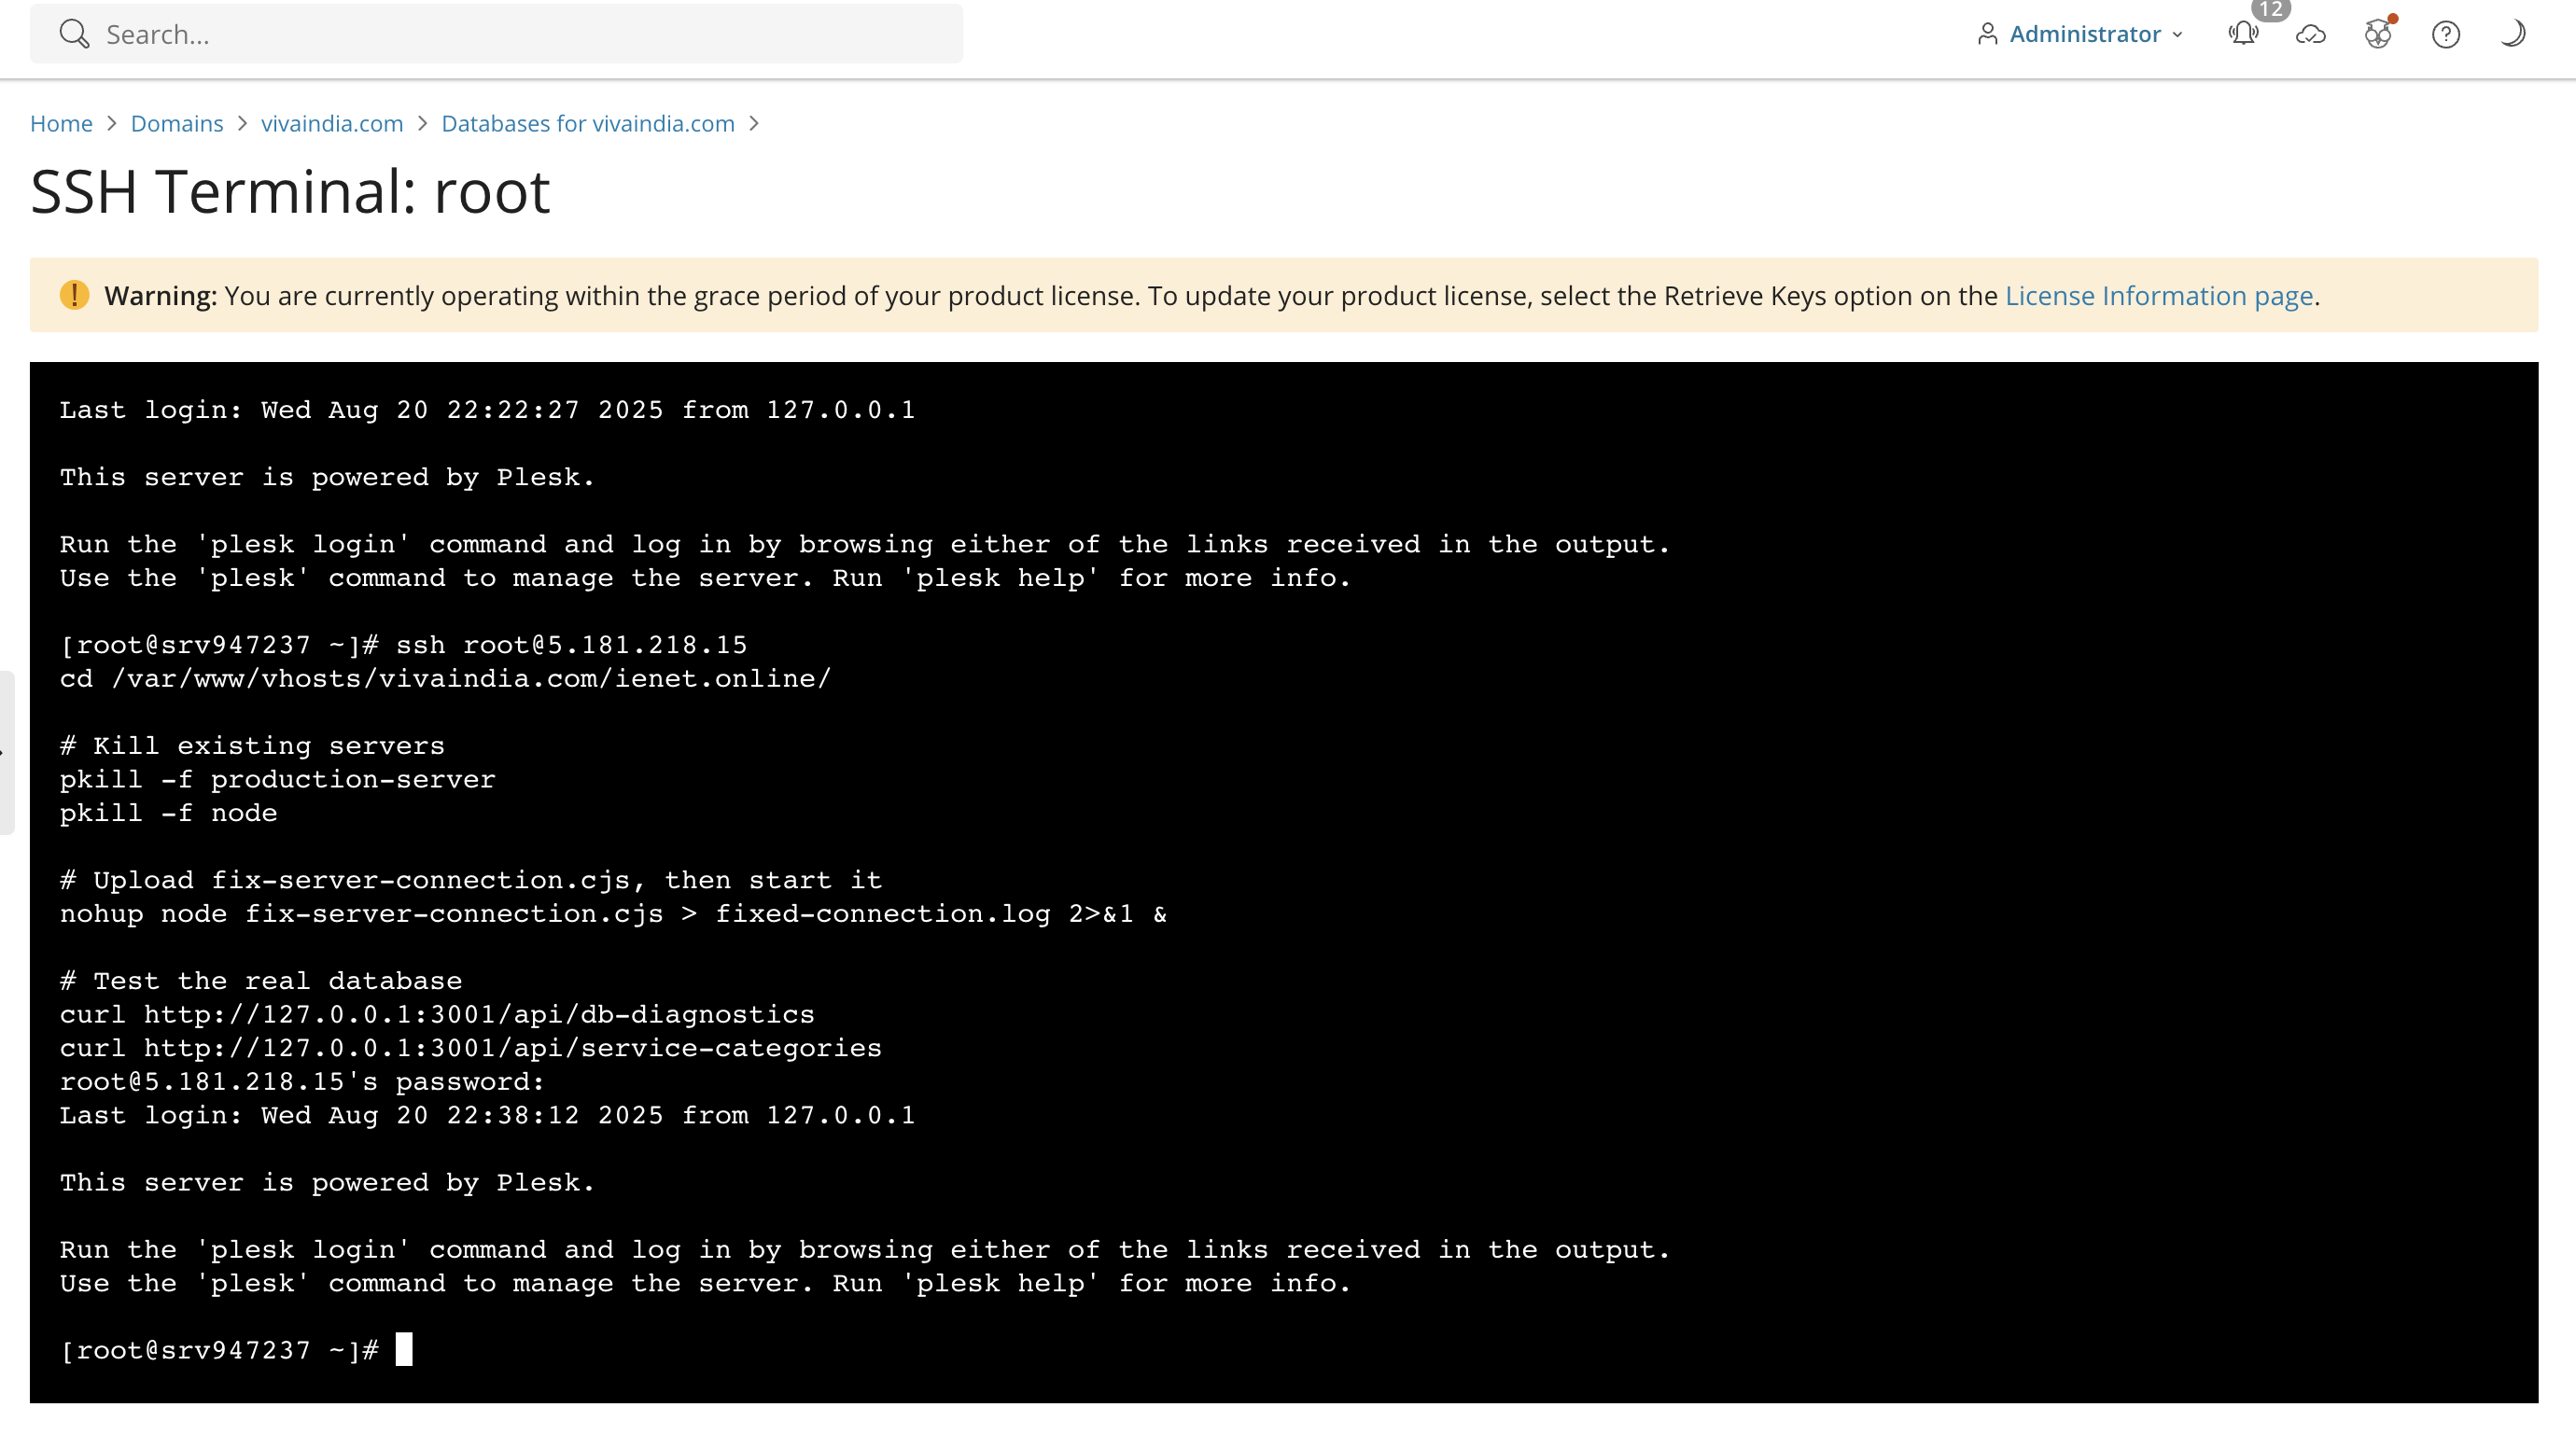 Search...
Administrator
12
Home > Domains > vivaindia.com > Databases for vivaindia.com >
SSH Terminal: root
Warning: You are currently operating within the grace period of your product license. To update your product license, select the Retrieve Keys option on the License Information page.
Last login: Wed Aug 20 22:22:27 2025 from 127.0.0.1
This server is powered by Plesk.
Run the 'plesk login' command and log in by browsing either of the links received in the output.
Use the 'plesk' command to manage the server. Run 'plesk help' for more info.
[root@srv947237 ~]# ssh root@5.181.218.15
cd /var/www/vhosts/vivaindia.com/ienet.online/
# Kill existing servers
pkill -f production-server
pkill -f node
# Upload fix-server-connection.cjs, then start it
nohup node fix-server-connection.cjs > fixed-connection.log 2>&1 &
# Test the real database
curl http://127.0.0.1:3001/api/db-diagnostics
curl http://127.0.0.1:3001/api/service-categories
root@5.181.218.15's password:
Last login: Wed Aug 20 22:38:12 2025 from 127.0.0.1
This server is powered by Plesk.
Run the 'plesk login' command and log in by browsing either of the links received in the output.
Use the 'plesk' command to manage the server. Run 'plesk help' for more info.
[root@srv947237 ~]#